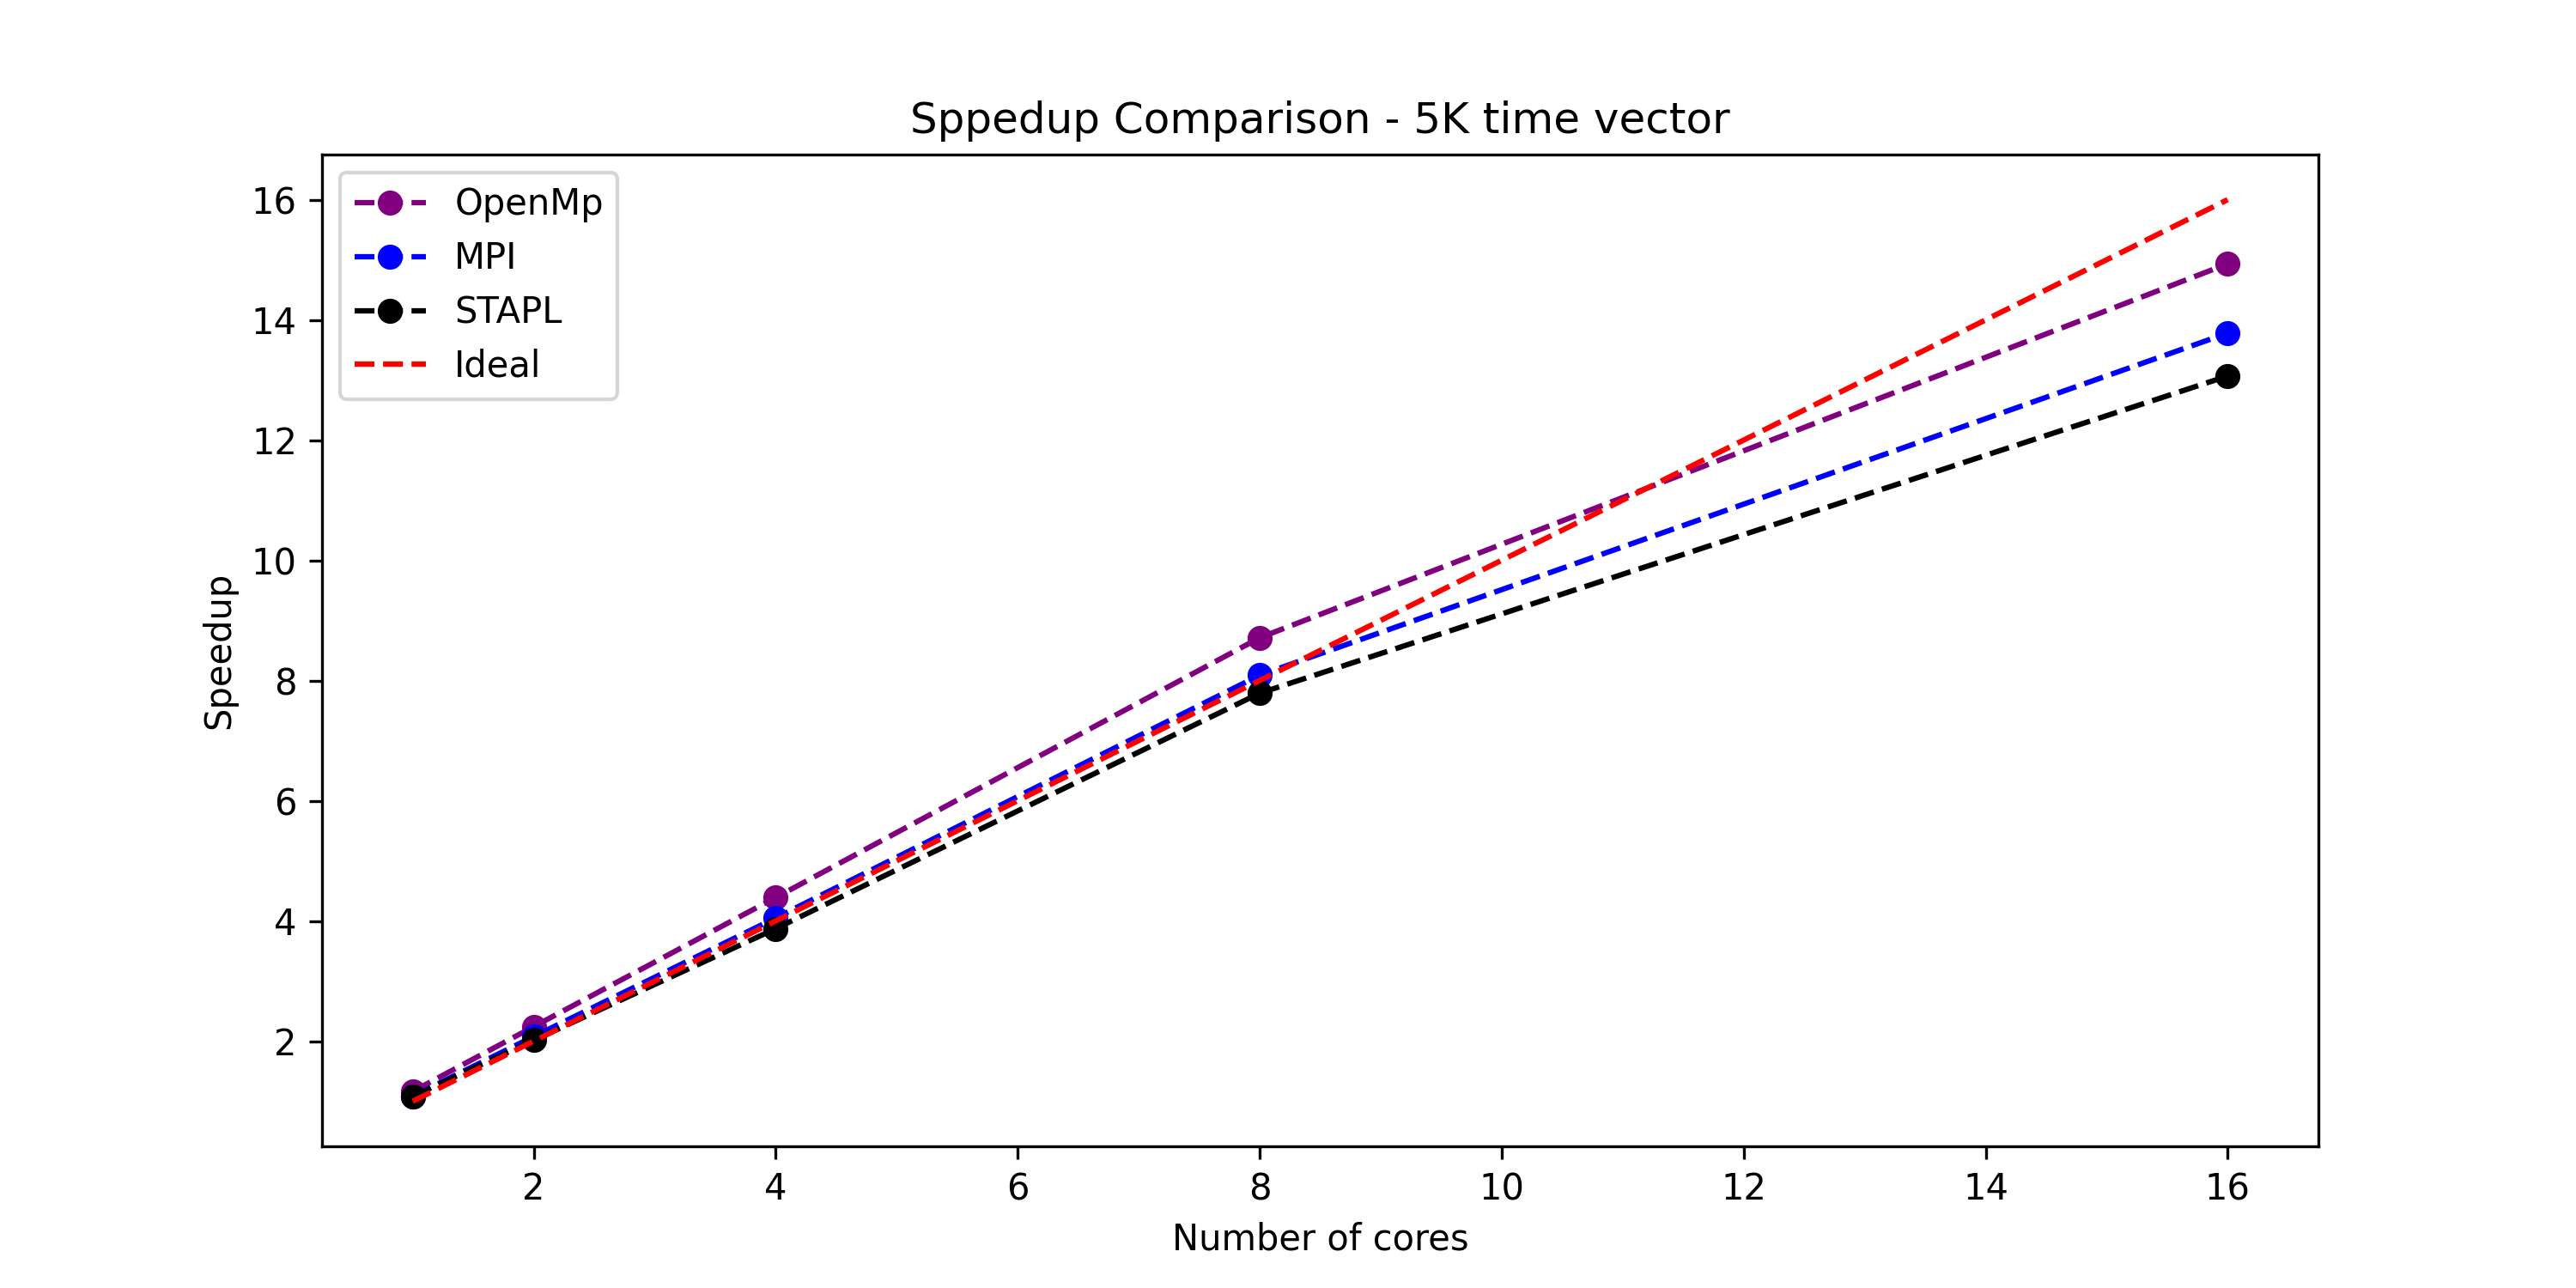 Sppedup Comparison - 5K time vector
OpenMp
MPI
STAPL
Ideal
16
14
12
10
8
6
4
2
Speedup
2 4 6 8 10 12 14 16
Number of cores